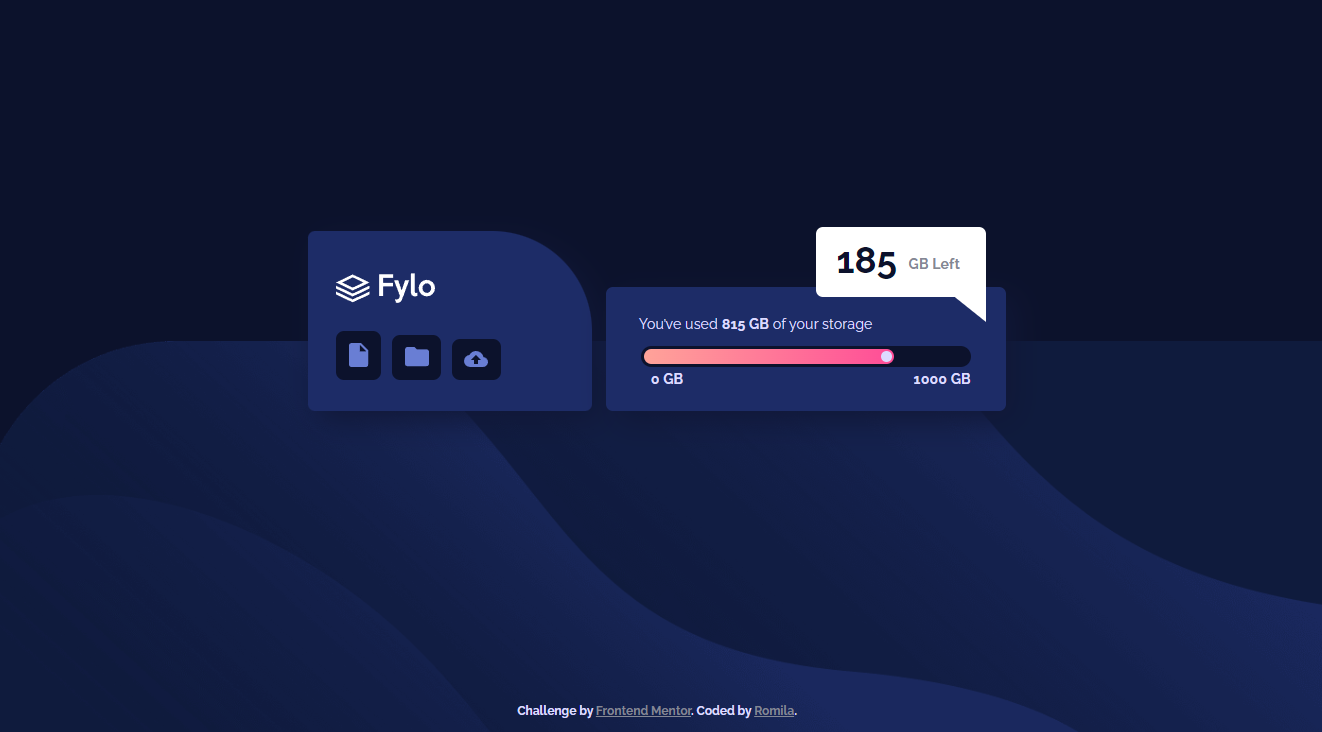 Fylo
185 GB Left
You've used 815 GB of your storage
0 GB 1000 GB
Challenge by Frontend Mentor. Coded by Romila.